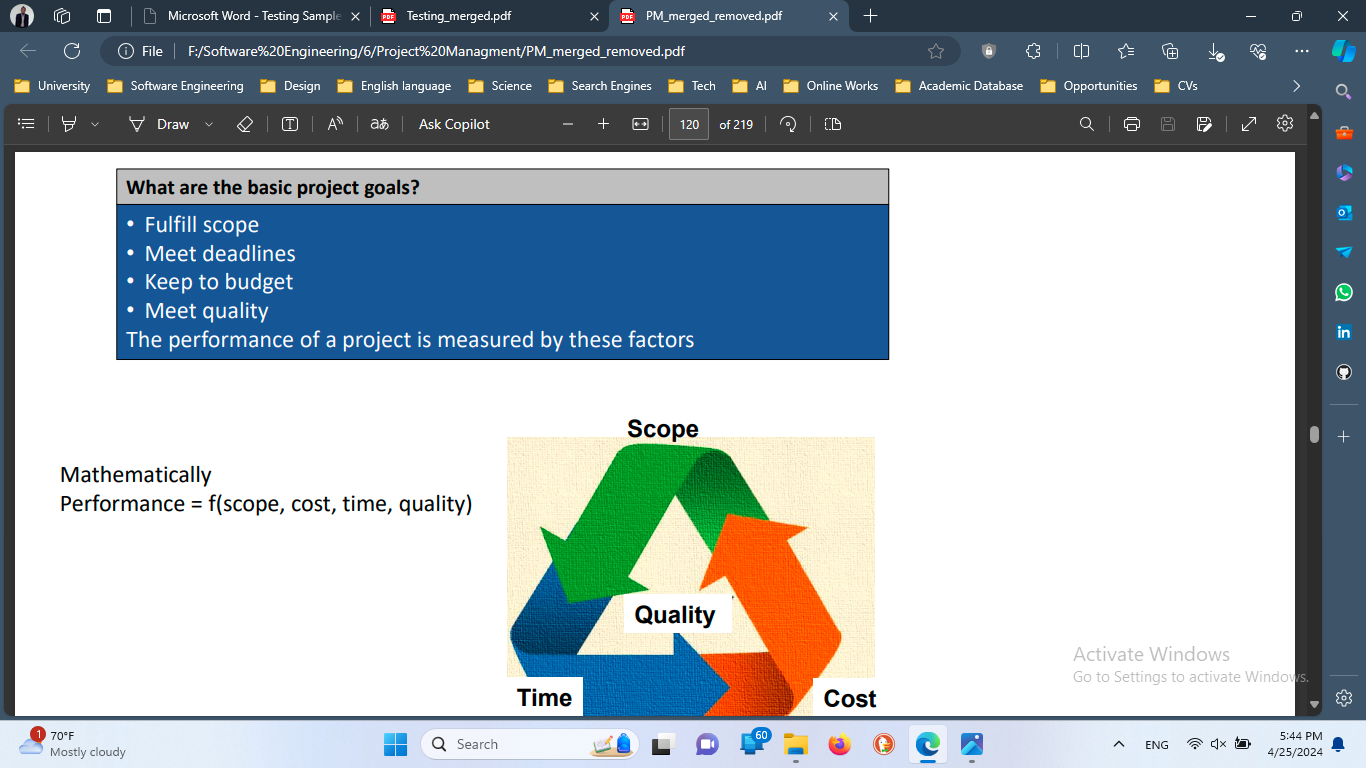 Microsoft Word - Testing Sample
Testing_merged.pdf
PM_merged_removed.pdf
File
F:/Software%20Engineering/6/Project%20Managment/PM_merged_removed.pdf
University
Software Engineering
Design
English language
Science
Search Engines
Tech
AI
Online Works
Academic Database
Opportunities
CVs
Draw
Ask Copilot
120 of 219
What are the basic project goals?
• Fulfill scope
• Meet deadlines
• Keep to budget
• Meet quality
The performance of a project is measured by these factors
Scope
Mathematically
Performance = f(scope, cost, time, quality)
Quality
Time
Cost
Activate Windows
Go to Settings to activate Windows.
1
70°F
Mostly cloudy
Search
60
ENG
5:44 PM
4/25/2024